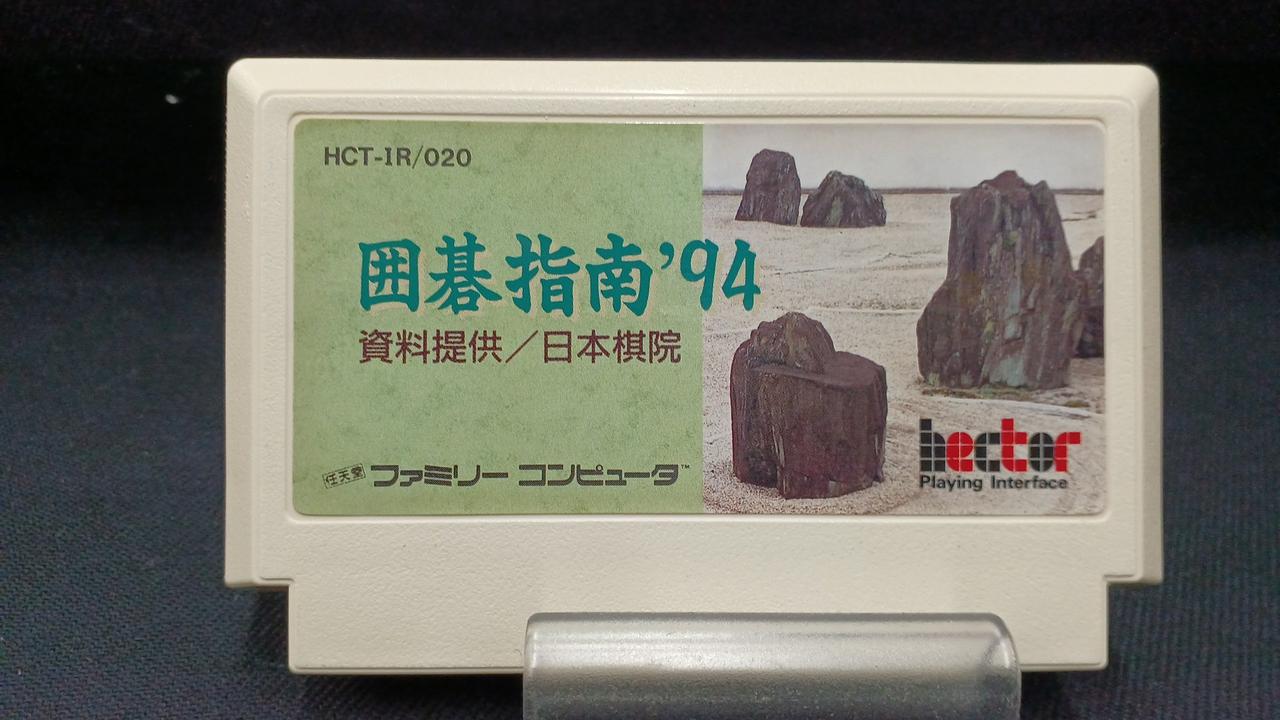 HCT-IR/020
囲碁指南'94
資料提供／日本棋院
任天堂 ファミリー コンピュータ™
hector
Playing Interface